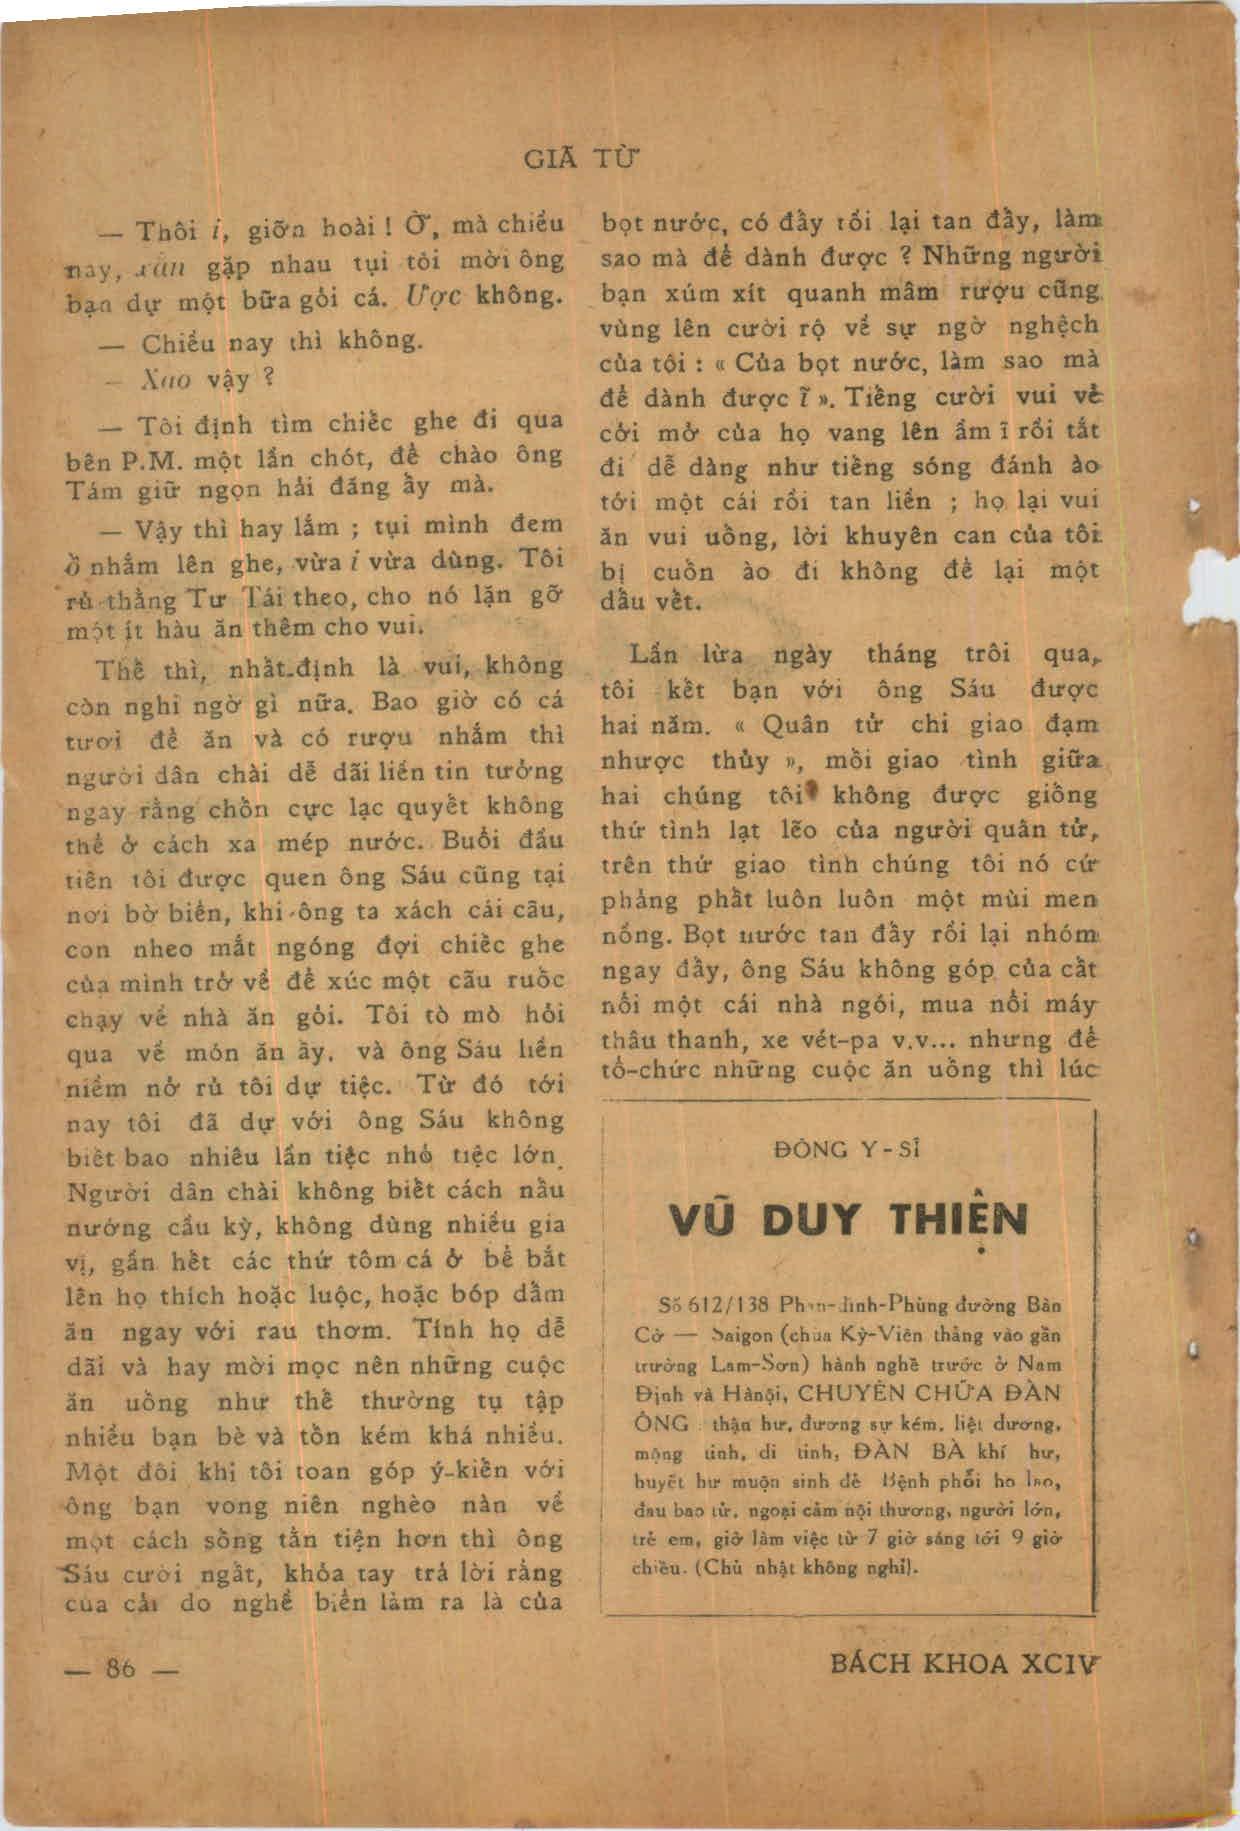 GIÃ TỪ
— Thôi i, giỡn hoài ! Ờ, mà chiều
nay, xẵn gặp nhau tụi tôi mời ông
bạn dự một bữa gỏi cá. Ược không.
— Chiều nay thì không.
— Xao vậy ?
— Tôi định tìm chiếc ghe đi qua
bên P.M. một lần chót, để chào ông
Tám giữ ngọn hải đăng ấy mà.
— Vậy thì hay lắm ; tụi mình đem
ồ nhắm lên ghe, vừa i vừa dùng. Tôi
rủ thằng Tư Tái theo, cho nó lặn gỡ
một ít hàu ăn thêm cho vui.
Thế thì, nhất-định là vui, không
còn nghi ngờ gì nữa. Bao giờ có cá
tươi để ăn và có rượu nhắm thì
người dân chài dễ dãi liền tin tưởng
ngay rằng chốn cực lạc quyết không
thể ở cách xa mép nước. Buổi đầu
tiên tôi được quen ông Sáu cũng tại
nơi bờ biển, khi ông ta xách cái cău,
con nheo mắt ngóng đợi chiếc ghe
của mình trở về để xúc một cău ruốc
chạy về nhà ăn gỏi. Tôi tò mò hỏi
qua về món ăn ấy. và ông Sáu liền
niềm nở rủ tôi dự tiệc. Từ đó tới
nay tôi đã dự với ông Sáu không
biết bao nhiêu lần tiệc nhỏ tiệc lớn.
Người dân chài không biết cách nấu
nướng cầu kỳ, không dùng nhiều gia
vị, gần hết các thứ tôm cá ở bể bắt
lên họ thích hoặc luộc, hoặc bóp dấm
ăn ngay với rau thơm. Tính họ dễ
dãi và hay mời mọc nên những cuộc
ăn uống như thế thường tụ tập
nhiều bạn bè và tốn kém khá nhiều.
Một đôi khi tôi toan góp ý-kiến với
ông bạn vong niên nghèo nàn về
một cách sống tằn tiện hơn thì ông
Sáu cười ngất, khỏa tay trả lời rằng
của cải do nghề biển làm ra là của
bọt nước, có đấy rồi lại tan đấy, làm
sao mà để dành được ? Những người
bạn xúm xít quanh mâm rượu cũng
vùng lên cười rộ về sự ngờ nghệch
của tôi : « Của bọt nước, làm sao mà
để dành được ĩ ». Tiếng cười vui vẻ
cởi mở của họ vang lên ầm ĩ rồi tắt
đi dễ dàng như tiếng sóng đánh ào
tới một cái rồi tan liền ; họ lại vui
ăn vui uống, lời khuyên can của tôi
bị cuốn ào đi không để lại một
dấu vết.
Lần lừa ngày tháng trôi qua,
tôi kết bạn với ông Sáu được
hai năm. « Quân tử chi giao đạm
nhược thủy », mối giao tình giữa
hai chúng tôi không được giống
thứ tình lạt lẽo của người quân tử,
trên thứ giao tình chúng tôi nó cứ
phảng phất luôn luôn một mùi men
nồng. Bọt nước tan đấy rồi lại nhóm
ngay đấy, ông Sáu không góp của cất
nổi một cái nhà ngói, mua nổi máy
thâu thanh, xe vét-pa v.v... nhưng để
tổ-chức những cuộc ăn uống thì lúc
ĐÔNG Y-SĨ
VŨ DUY THIỆN
Số 612/138 Phan-đình-Phùng đường Bàn
Cờ — Saigon (chùa Kỳ-Viên thẳng vào gần
trường Lam-Sơn) hành nghề trước ở Nam
Định và Hànội, CHUYÊN CHỮA ĐÀN
ÔNG : thận hư, dương sự kém, liệt dương,
mộng tinh, di tinh, ĐÀN BÀ khí hư,
huyết hư muộn sinh đẻ Bệnh phổi ho lao,
đau bao tử, ngoại cảm nội thương, người lớn,
trẻ em, giờ làm việc từ 7 giờ sáng tới 9 giờ
chiều. (Chủ nhật không nghỉ).
— 86 —
BÁCH KHOA XCIV